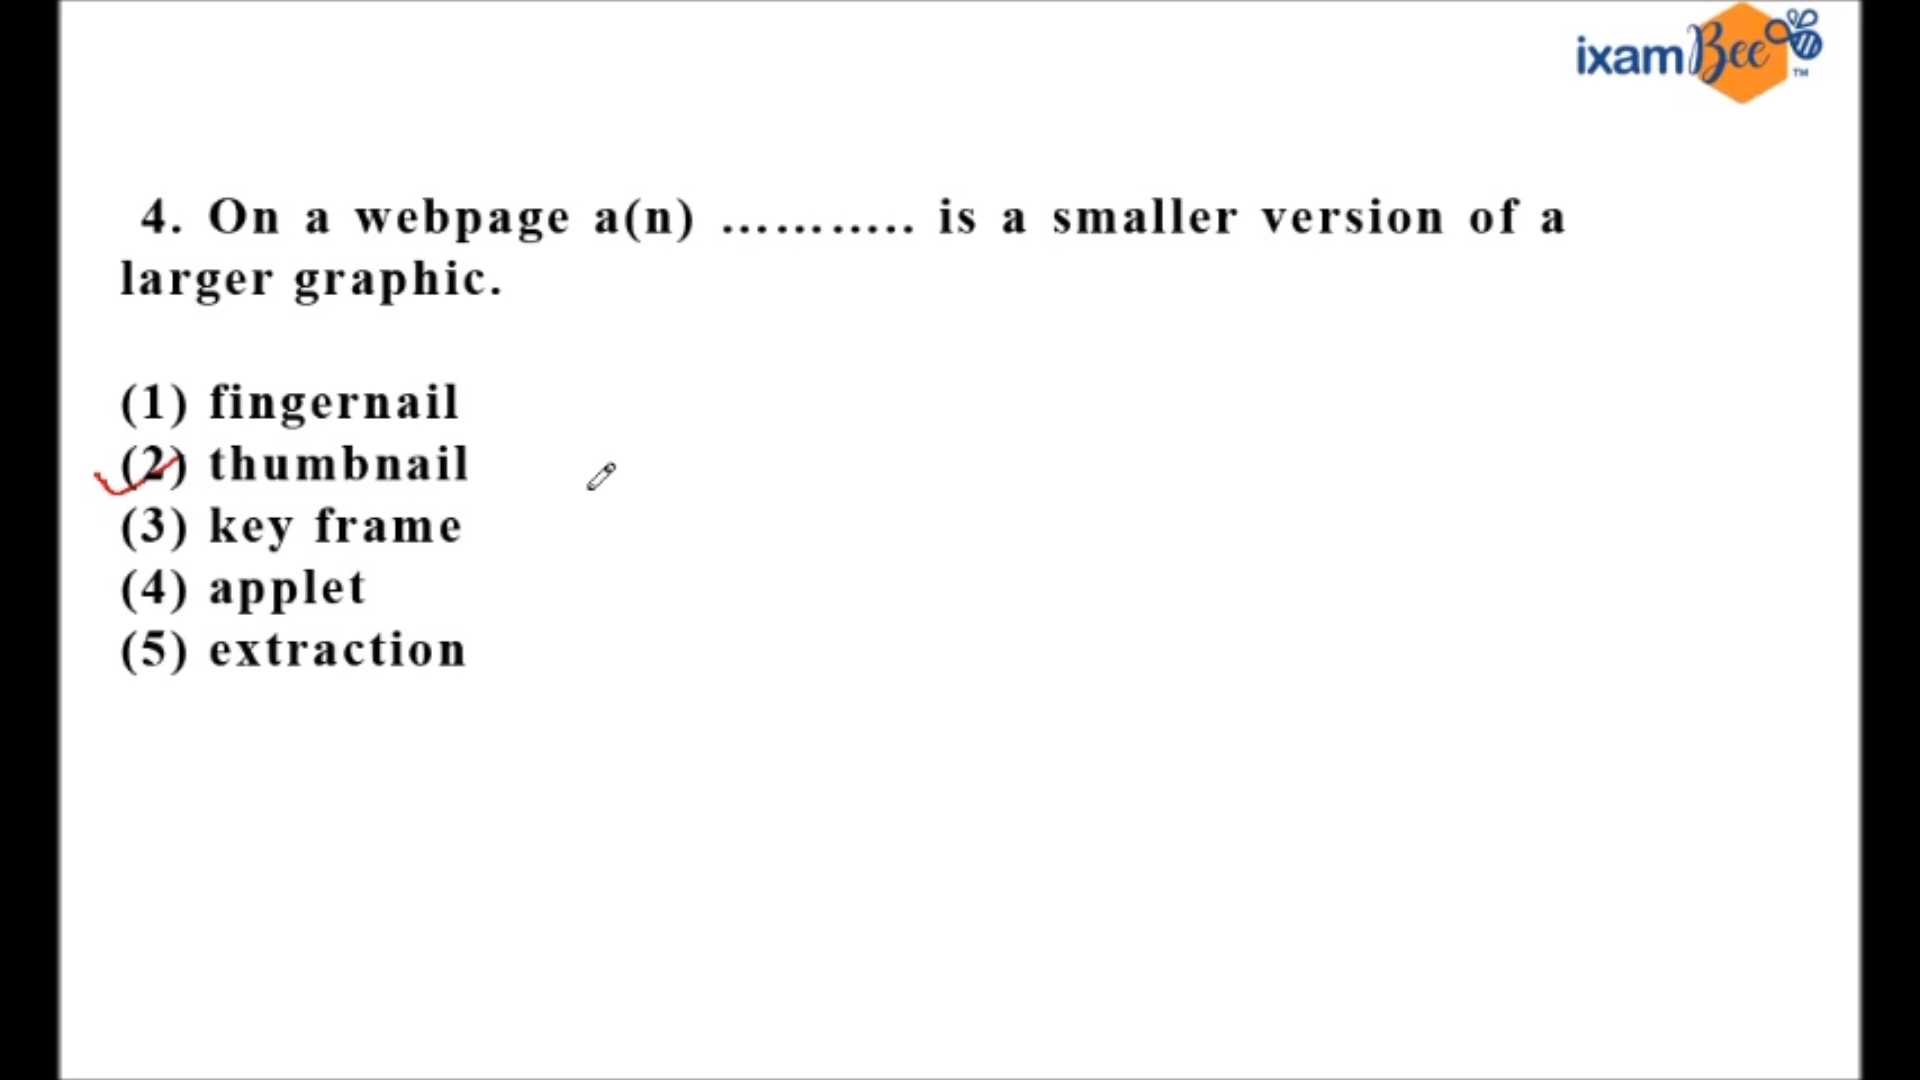 ixamBee TM
4. On a webpage a(n) ……….. is a smaller version of a
larger graphic.
(1) fingernail
(2) thumbnail
(3) key frame
(4) applet
(5) extraction